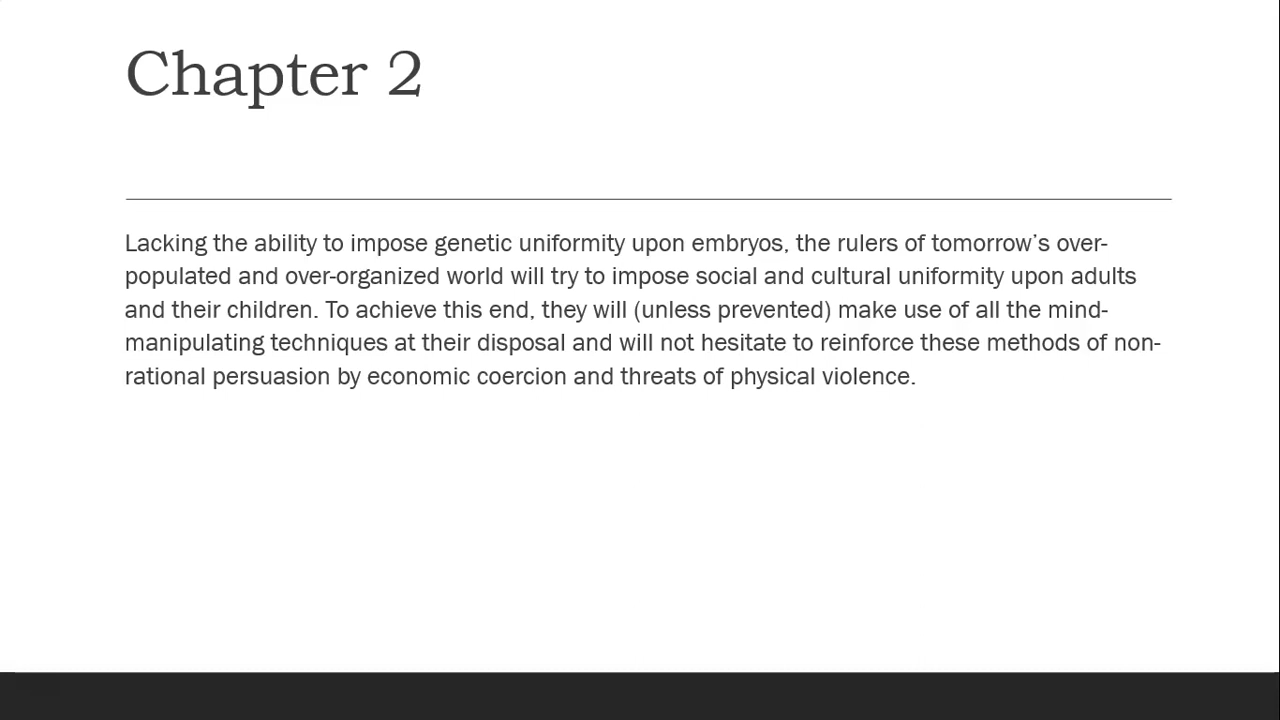 Chapter 2
Lacking the ability to impose genetic uniformity upon embryos, the rulers of tomorrow’s over-
populated and over-organized world will try to impose social and cultural uniformity upon adults
and their children. To achieve this end, they will (unless prevented) make use of all the mind-
manipulating techniques at their disposal and will not hesitate to reinforce these methods of non-
rational persuasion by economic coercion and threats of physical violence.